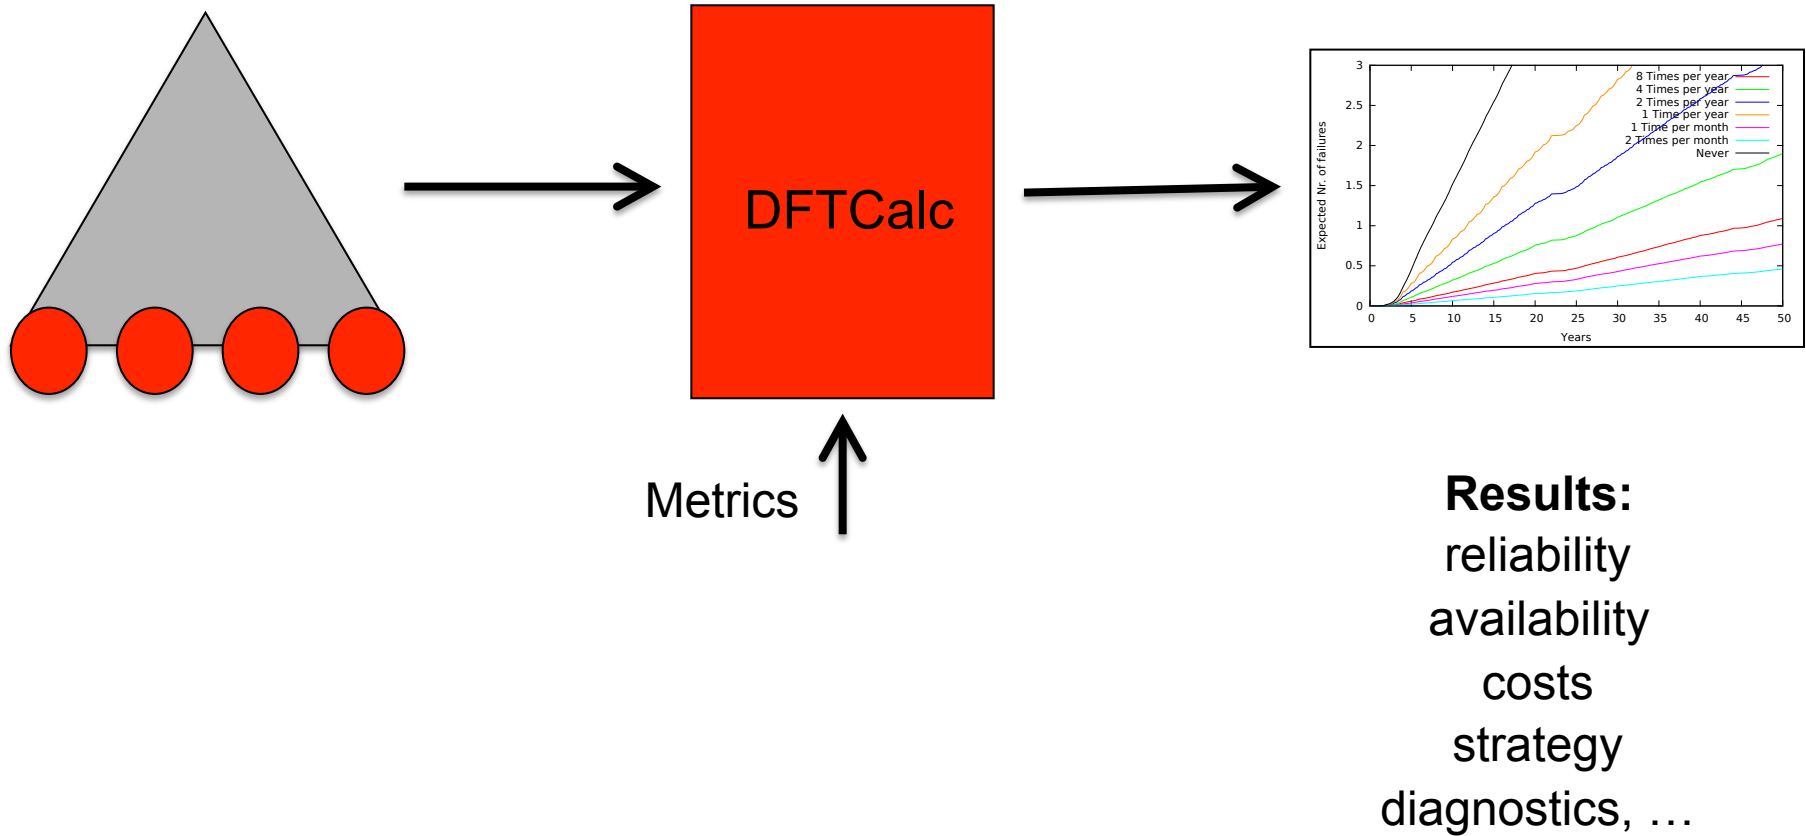 DFTCalc
Metrics
3
2.5
2
1.5
1
0.5
0
Expected Nr. of failures
8 Times per year
4 Times per year
2 Times per year
1 Time per year
1 Time per month
2 Times per month
Never
0 5 10 15 20 25 30 35 40 45 50
Years
Results:
reliability
availability
costs
strategy
diagnostics, …